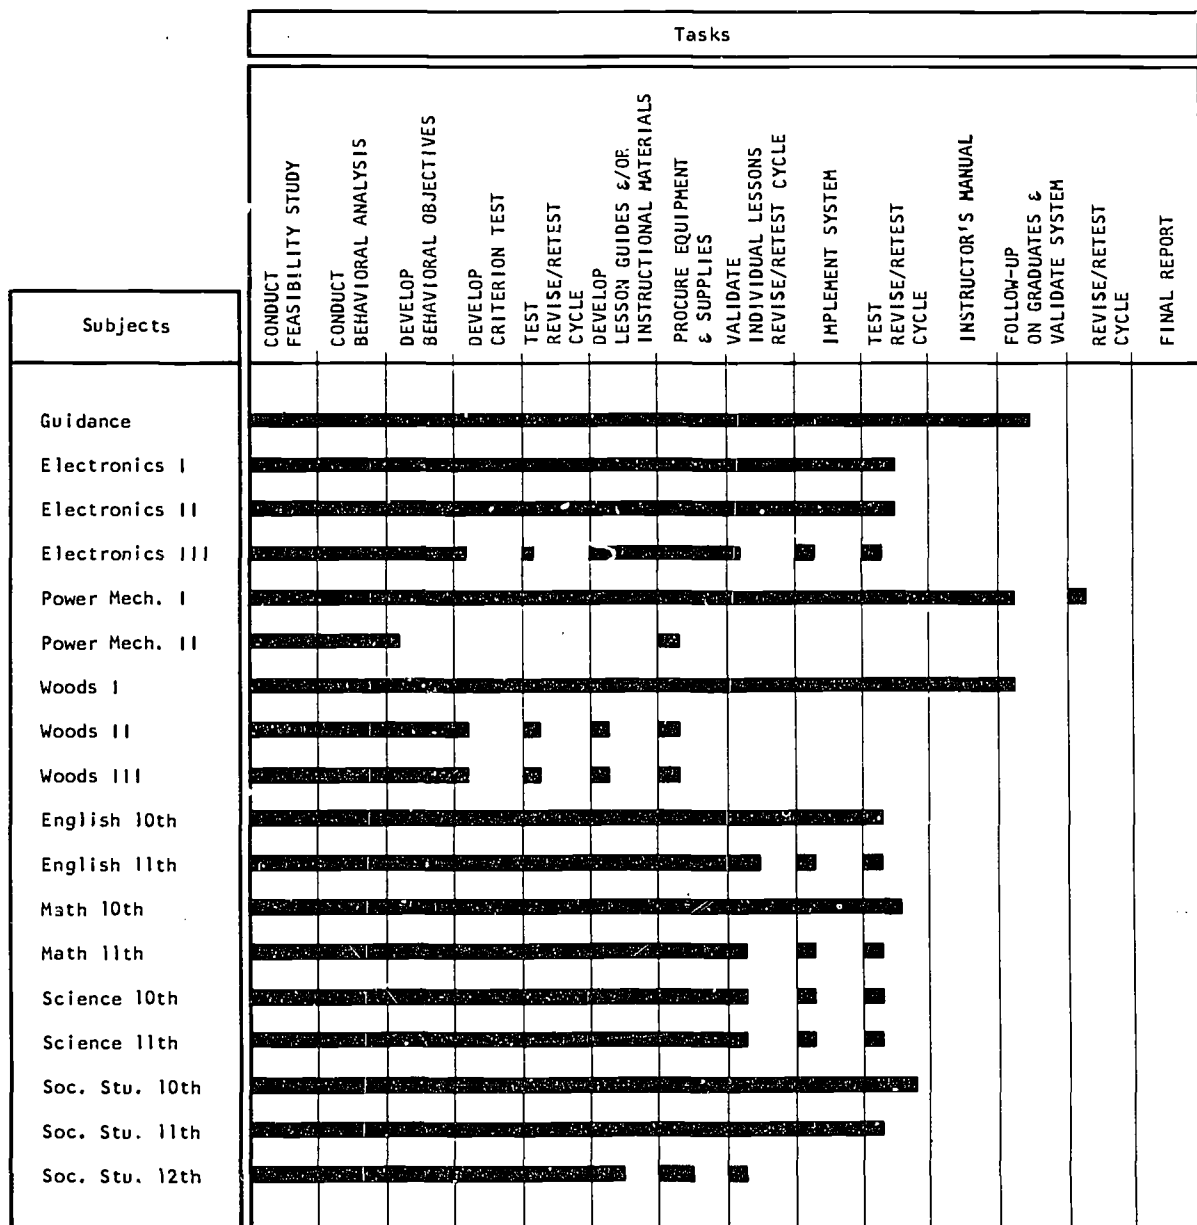 Tasks
CONDUCT
FEASIBILITY STUDY
CONDUCT
BEHAVIORAL ANALYSIS
DEVELOP
BEHAVIORAL OBJECTIVES
DEVELOP
CRITERION TEST
TEST
REVISE/RETEST
CYCLE
DEVELOP
LESSON GUIDES &/OR
INSTRUCTIONAL MATERIALS
PROCURE EQUIPMENT
& SUPPLIES
VALIDATE
INDIVIDUAL LESSONS
REVISE/RETEST CYCLE
IMPLEMENT SYSTEM
TEST
REVISE/RETEST
CYCLE
INSTRUCTOR'S MANUAL
FOLLOW-UP
ON GRADUATES &
VALIDATE SYSTEM
REVISE/RETEST
CYCLE
FINAL REPORT
Subjects
Guidance
Electronics I
Electronics II
Electronics III
Power Mech. I
Power Mech. II
Woods I
Woods II
Woods III
English 10th
English 11th
Math 10th
Math 11th
Science 10th
Science 11th
Soc. Stu. 10th
Soc. Stu. 11th
Soc. Stu. 12th